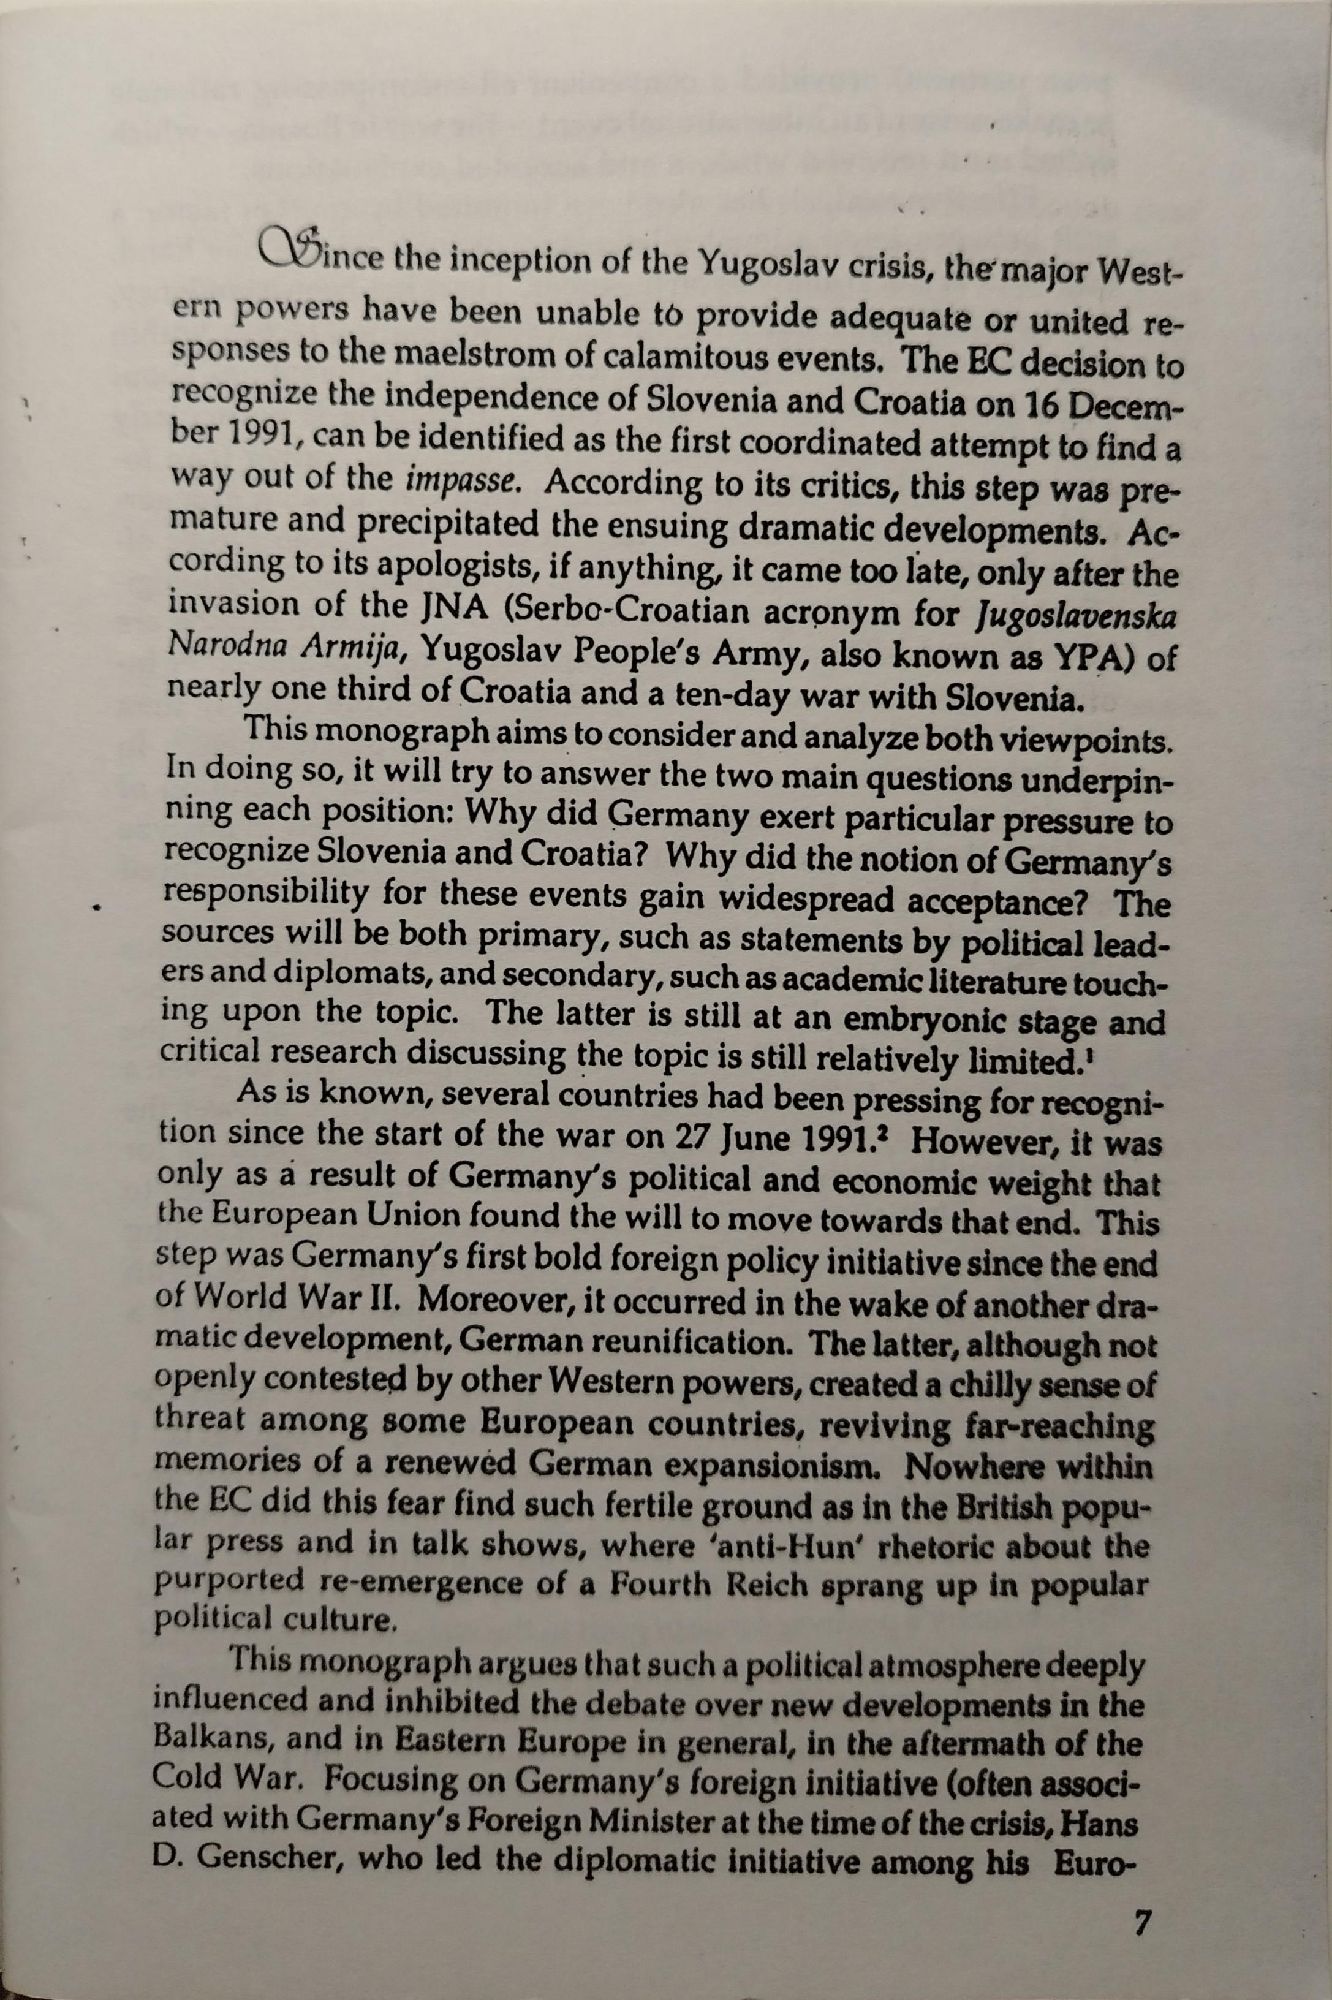 Since the inception of the Yugoslav crisis, the major West-
ern powers have been unable to provide adequate or united re-
sponses to the maelstrom of calamitous events. The EC decision to
recognize the independence of Slovenia and Croatia on 16 Decem-
ber 1991, can be identified as the first coordinated attempt to find a
way out of the impasse. According to its critics, this step was pre-
mature and precipitated the ensuing dramatic developments. Ac-
cording to its apologists, if anything, it came too late, only after the
invasion of the JNA (Serbo-Croatian acronym for Jugoslavenska
Narodna Armija, Yugoslav People's Army, also known as YPA) of
nearly one third of Croatia and a ten-day war with Slovenia.
This monograph aims to consider and analyze both viewpoints.
In doing so, it will try to answer the two main questions underpin-
ning each position: Why did Germany exert particular pressure to
recognize Slovenia and Croatia? Why did the notion of Germany's
responsibility for these events gain widespread acceptance? The
sources will be both primary, such as statements by political lead-
ers and diplomats, and secondary, such as academic literature touch-
ing upon the topic. The latter is still at an embryonic stage and
critical research discussing the topic is still relatively limited.¹
As is known, several countries had been pressing for recogni-
tion since the start of the war on 27 June 1991.² However, it was
only as a result of Germany's political and economic weight that
the European Union found the will to move towards that end. This
step was Germany's first bold foreign policy initiative since the end
of World War II. Moreover, it occurred in the wake of another dra-
matic development, German reunification. The latter, although not
openly contested by other Western powers, created a chilly sense of
threat among some European countries, reviving far-reaching
memories of a renewed German expansionism. Nowhere within
the EC did this fear find such fertile ground as in the British popu-
lar press and in talk shows, where 'anti-Hun' rhetoric about the
purported re-emergence of a Fourth Reich sprang up in popular
political culture.
This monograph argues that such a political atmosphere deeply
influenced and inhibited the debate over new developments in the
Balkans, and in Eastern Europe in general, in the aftermath of the
Cold War. Focusing on Germany's foreign initiative (often associ-
ated with Germany's Foreign Minister at the time of the crisis, Hans
D. Genscher, who led the diplomatic initiative among his Euro-
7